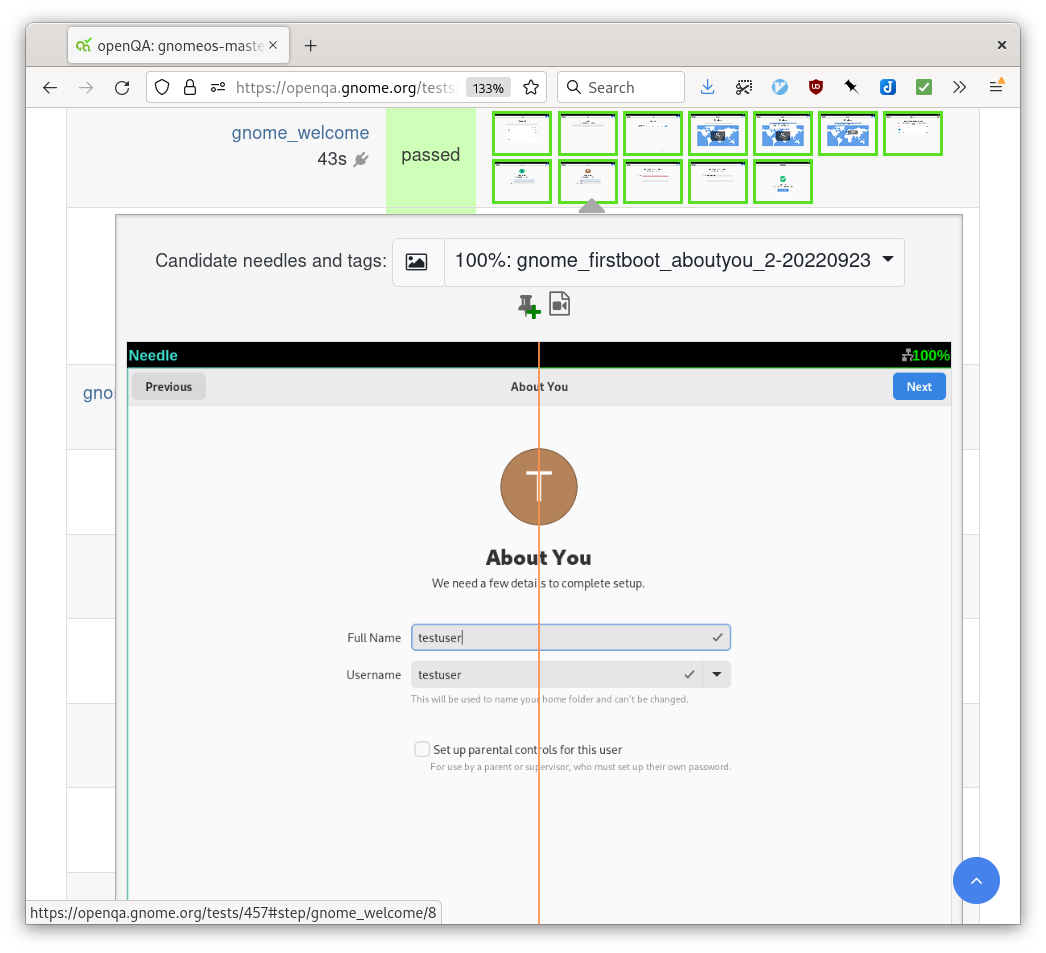 openQA: gnomeos-maste
https://openqa.gnome.org/tests/
133%
Search
gnome_welcome
43s
passed
Candidate needles and tags:
100%: gnome_firstboot_aboutyou_2-20220923
Needle
100%
Previous
About You
Next
gno
T
About You
We need a few details to complete setup.
Full Name
testuser
Username
testuser
This will be used to name your home folder and can't be changed.
Set up parental controls for this user
For use by a parent or supervisor, who must set up their own password.
https://openqa.gnome.org/tests/457#step/gnome_welcome/8